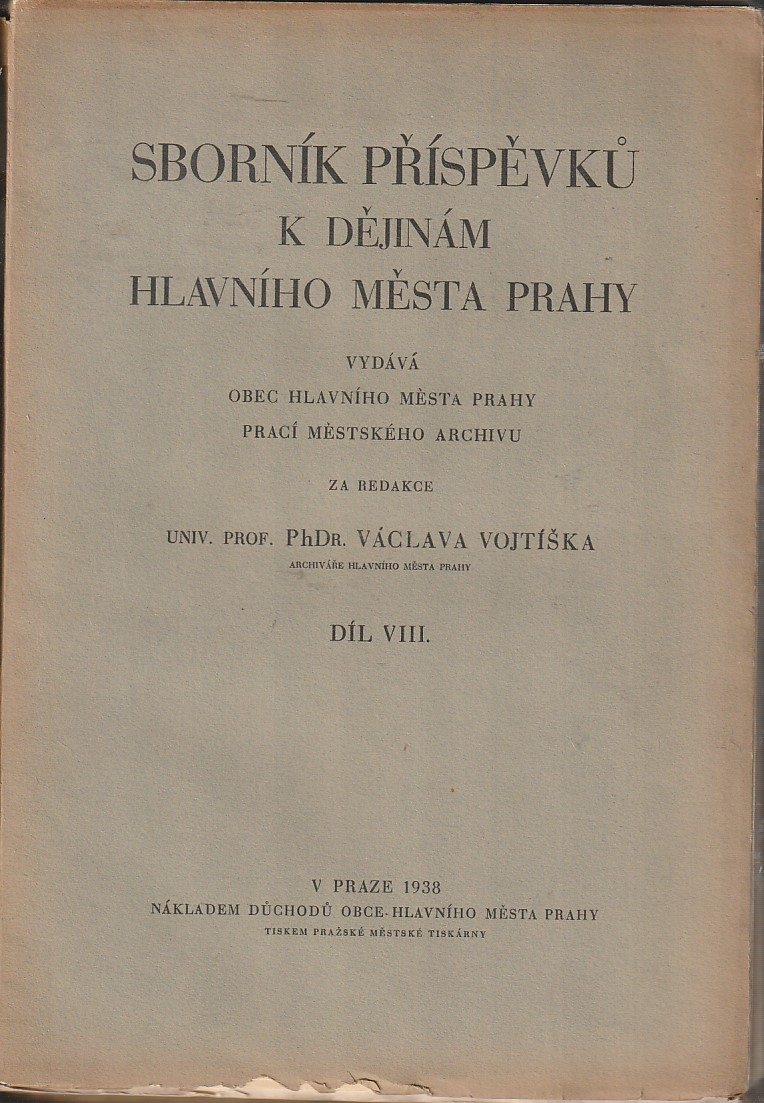 SBORNÍK PŘÍSPĚVKŮ
K DĚJINÁM
HLAVNÍHO MĚSTA PRAHY
VYDÁVÁ
OBEC HLAVNÍHO MĚSTA PRAHY
PRACÍ MĚSTSKÉHO ARCHIVU
ZA REDAKCE
UNIV. PROF. PhDR. VÁCLAVA VOJTÍŠKA
ARCHIVÁŘE HLAVNÍHO MĚSTA PRAHY
DÍL VIII.
V PRAZE 1938
NÁKLADEM DŮCHODŮ OBCE HLAVNÍHO MĚSTA PRAHY
TISKEM PRAŽSKÉ MĚSTSKÉ TISKÁRNY